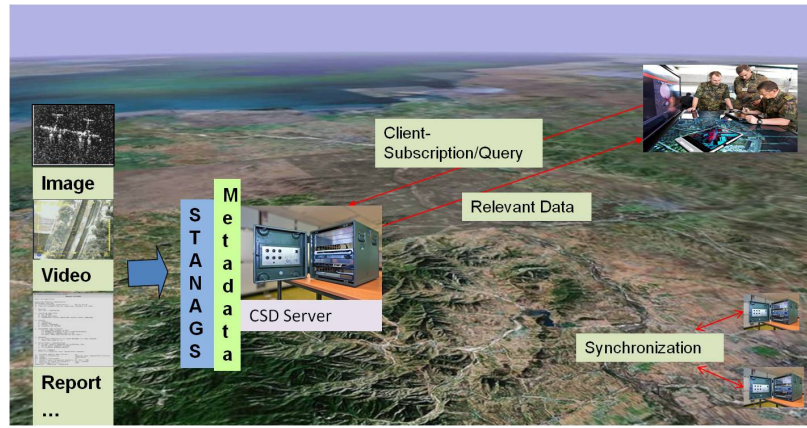 Image
Video
Report
...
STANAGS
Metadata
CSD Server
Client-
Subscription/Query
Relevant Data
Synchronization